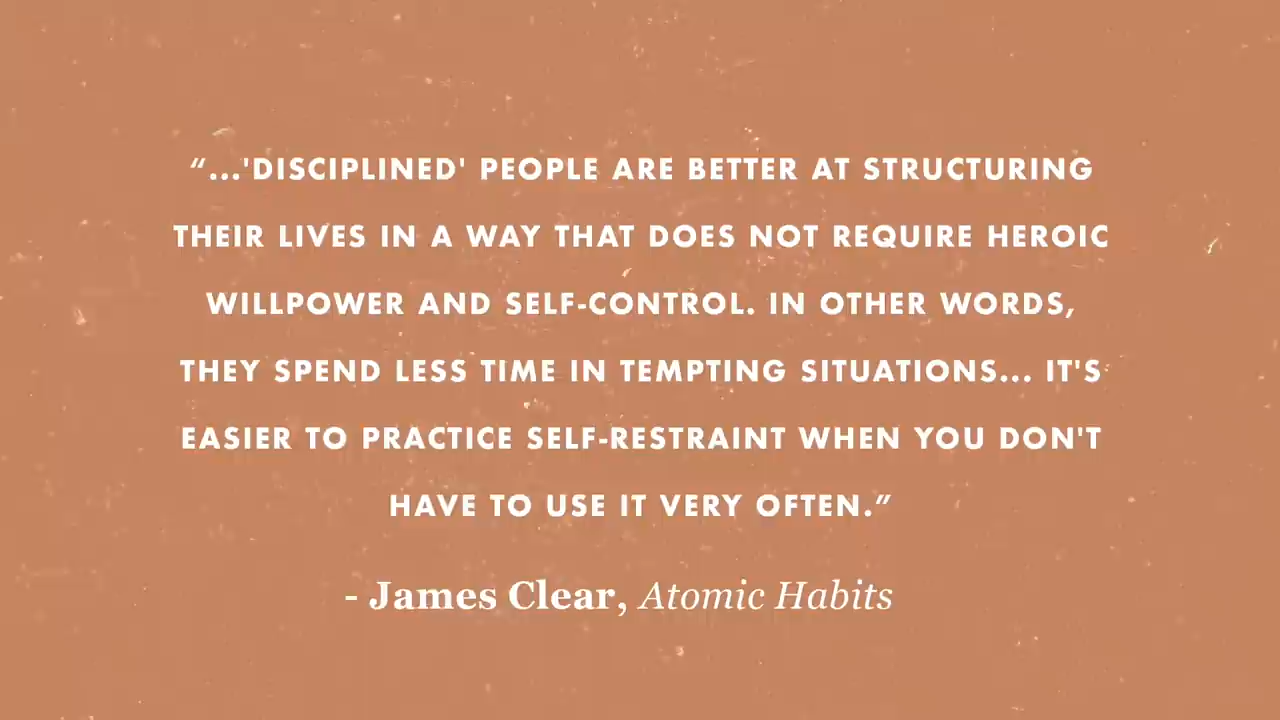 “...'DISCIPLINED' PEOPLE ARE BETTER AT STRUCTURING
THEIR LIVES IN A WAY THAT DOES NOT REQUIRE HEROIC
WILLPOWER AND SELF-CONTROL. IN OTHER WORDS,
THEY SPEND LESS TIME IN TEMPTING SITUATIONS... IT'S
EASIER TO PRACTICE SELF-RESTRAINT WHEN YOU DON'T
HAVE TO USE IT VERY OFTEN.”
- James Clear, Atomic Habits